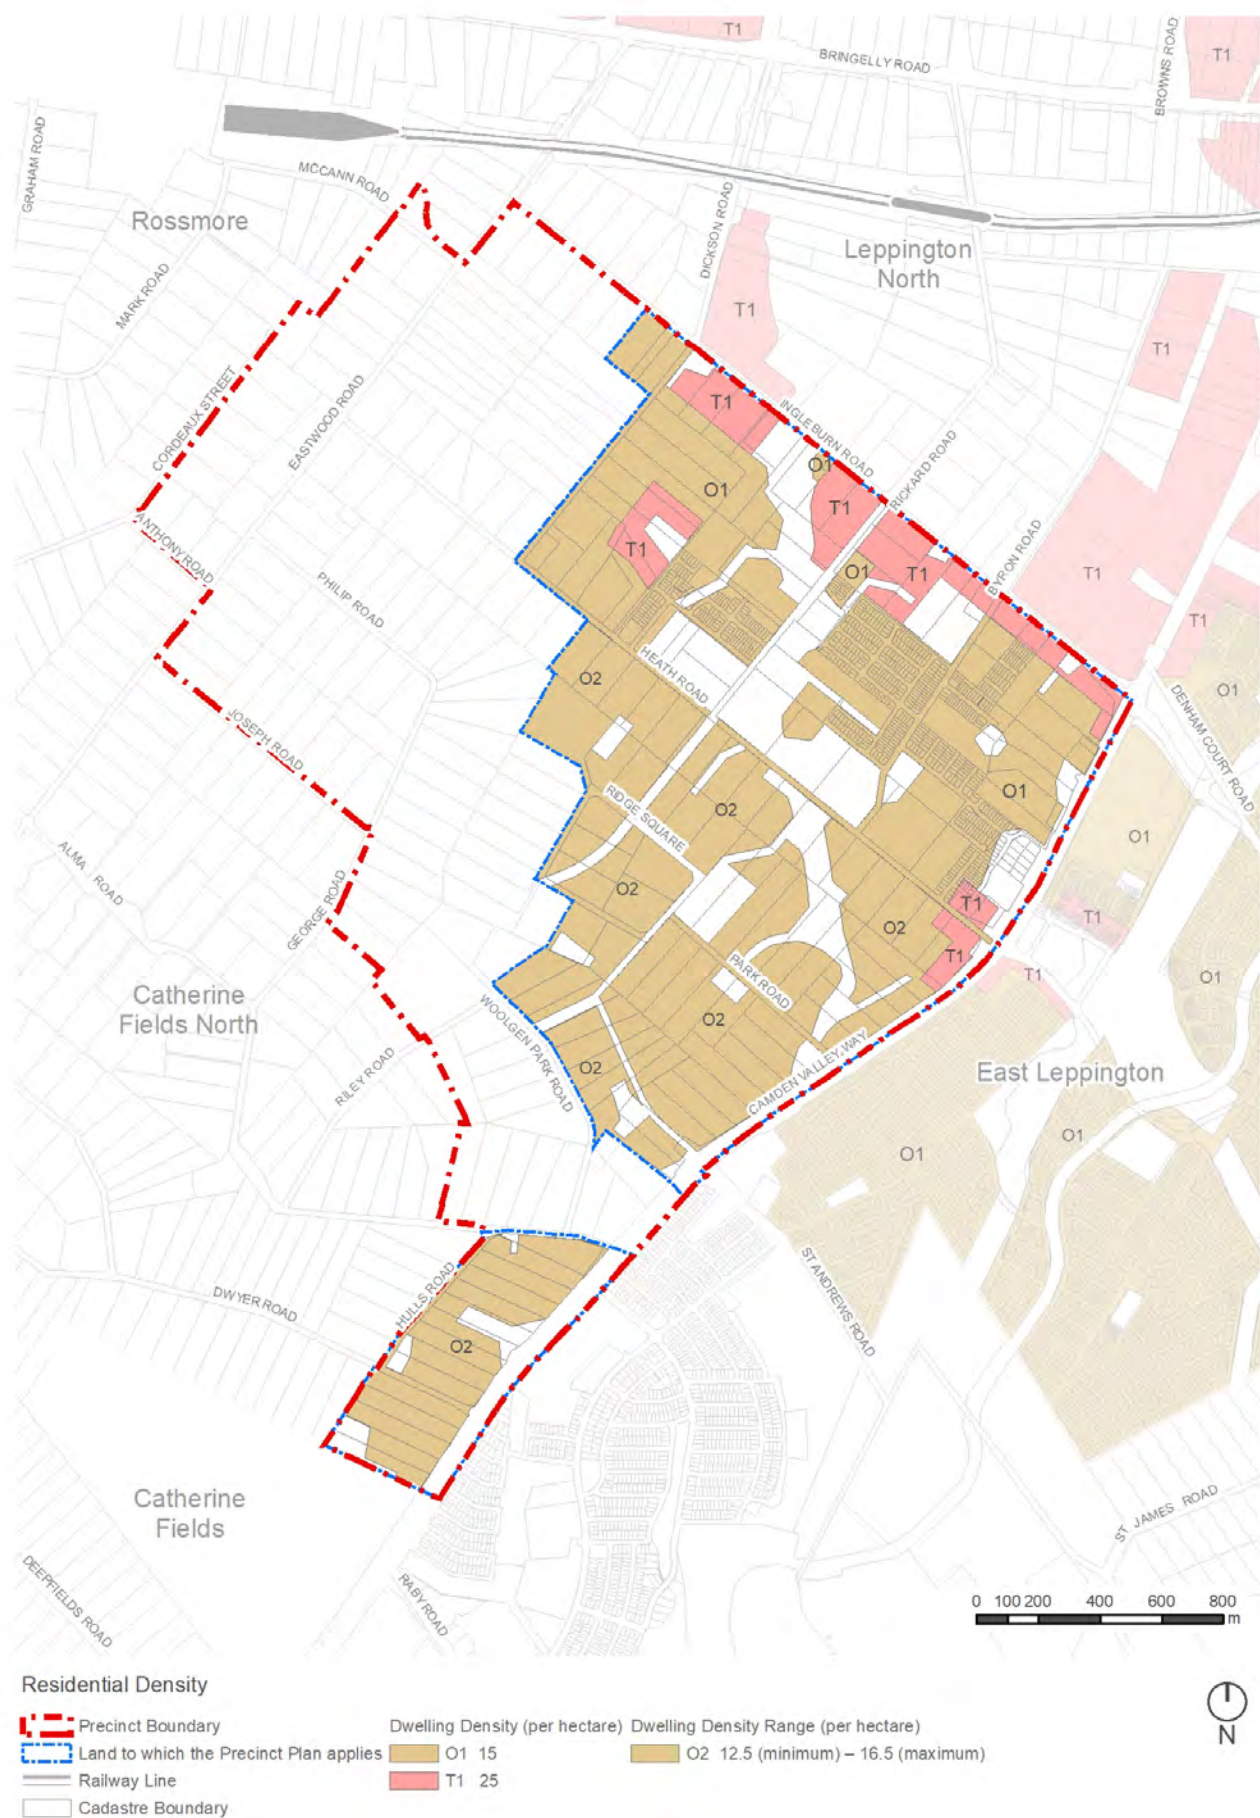 T1
BRINGELLY ROAD
T1
BROWNS ROAD
GRAHAM ROAD
MCCANN ROAD
Rossmore
DICKSON ROAD
Leppington
North
MARK ROAD
T1
T1
CORDEAUX STREET
EASTWOOD ROAD
T1
INGLEBURN ROAD
O1
O1
RICKARD ROAD
T1
ANTHONY ROAD
T1
PHILIP ROAD
O1
T1
BYRON ROAD
T1
T1
HEATH ROAD
O2
O1
DENHAM COURT ROAD
JOSEPH ROAD
RIDGE SQUARE
O2
O1
O1
ALMA ROAD
GEORGE ROAD
O2
T1
T1
O2
T1
T1
O1
PARK ROAD
Catherine
Fields North
WOOLGEN PARK ROAD
O2
O2
RILEY ROAD
CAMDEN VALLEY WAY
East Leppington
O1
O1
ST ANDREWS ROAD
HULLS ROAD
DWYER ROAD
O2
Catherine
Fields
ST JAMES ROAD
DEEPFIELDS ROAD
RABY ROAD
0 100 200 400 600 800
m
Residential Density
Precinct Boundary
Land to which the Precinct Plan applies
Railway Line
Cadastre Boundary
Dwelling Density (per hectare)
O1 15
T1 25
Dwelling Density Range (per hectare)
O2 12.5 (minimum) – 16.5 (maximum)
N